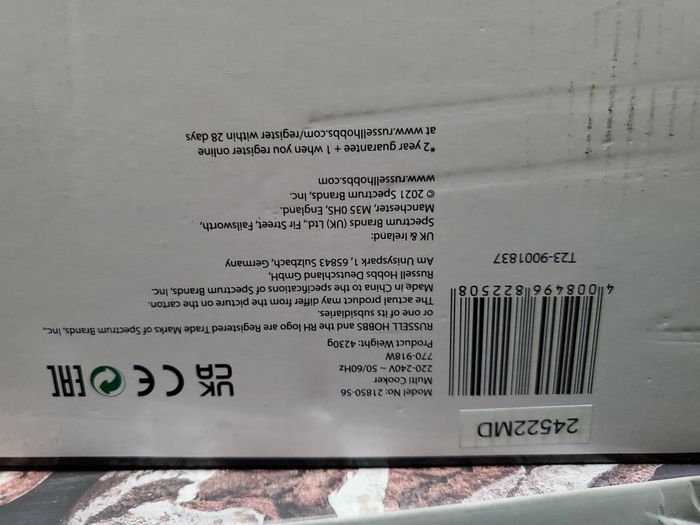 24522MD
4 008496 822508
T23-9001837
Model No: 21850-56
Multi Cooker
220-240V ~ 50/60Hz
770-918W
Product Weight: 4230g
UK
CA
CE
EAC
RUSSELL HOBBS and the RH logo are Registered Trade Marks of Spectrum Brands, Inc.,
or one of its subsidiaries.
The actual product may differ from the picture on the carton.
Made in China to the specifications of Spectrum Brands, Inc.
Russell Hobbs Deutschland GmbH,
Am Unisyspark 1, 65843 Sulzbach, Germany
UK & Ireland:
Spectrum Brands (UK) Ltd., Fir Street, Failsworth,
Manchester, M35 0HS, England.
© 2021 Spectrum Brands, Inc.
www.russellhobbs.com
*2 year guarantee + 1 when you register online
at www.russellhobbs.com/register within 28 days